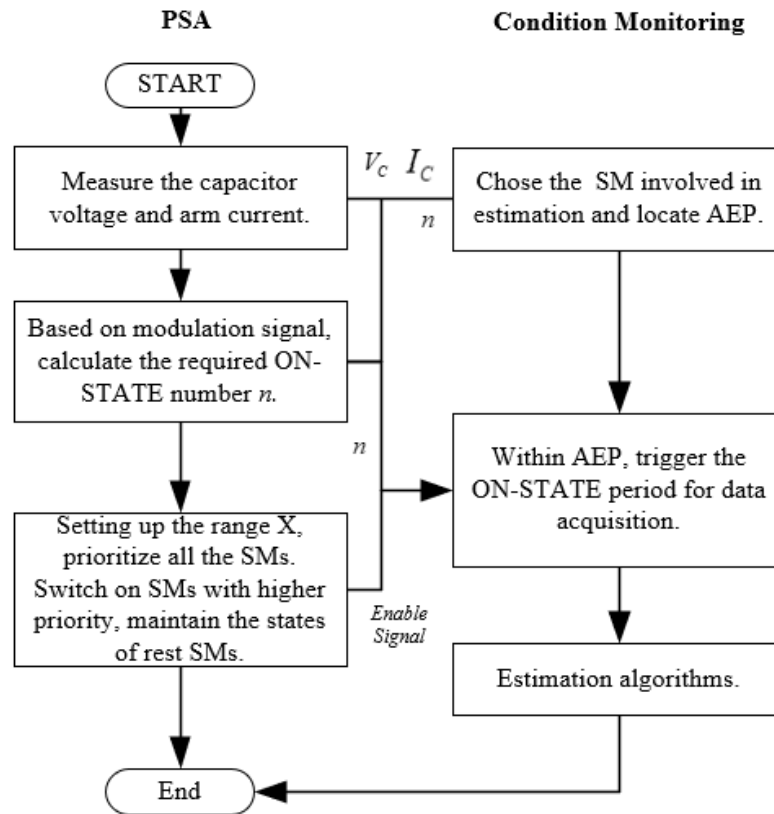 PSA
Condition Monitoring
START
Measure the capacitor
voltage and arm current.
V_C I_C
n
Chose the SM involved in
estimation and locate AEP.
Based on modulation signal,
calculate the required ON-
STATE number n.
n
Within AEP, trigger the
ON-STATE period for data
acquisition.
Setting up the range X,
prioritize all the SMs.
Switch on SMs with higher
priority, maintain the states
of rest SMs.
Enable
Signal
Estimation algorithms.
End